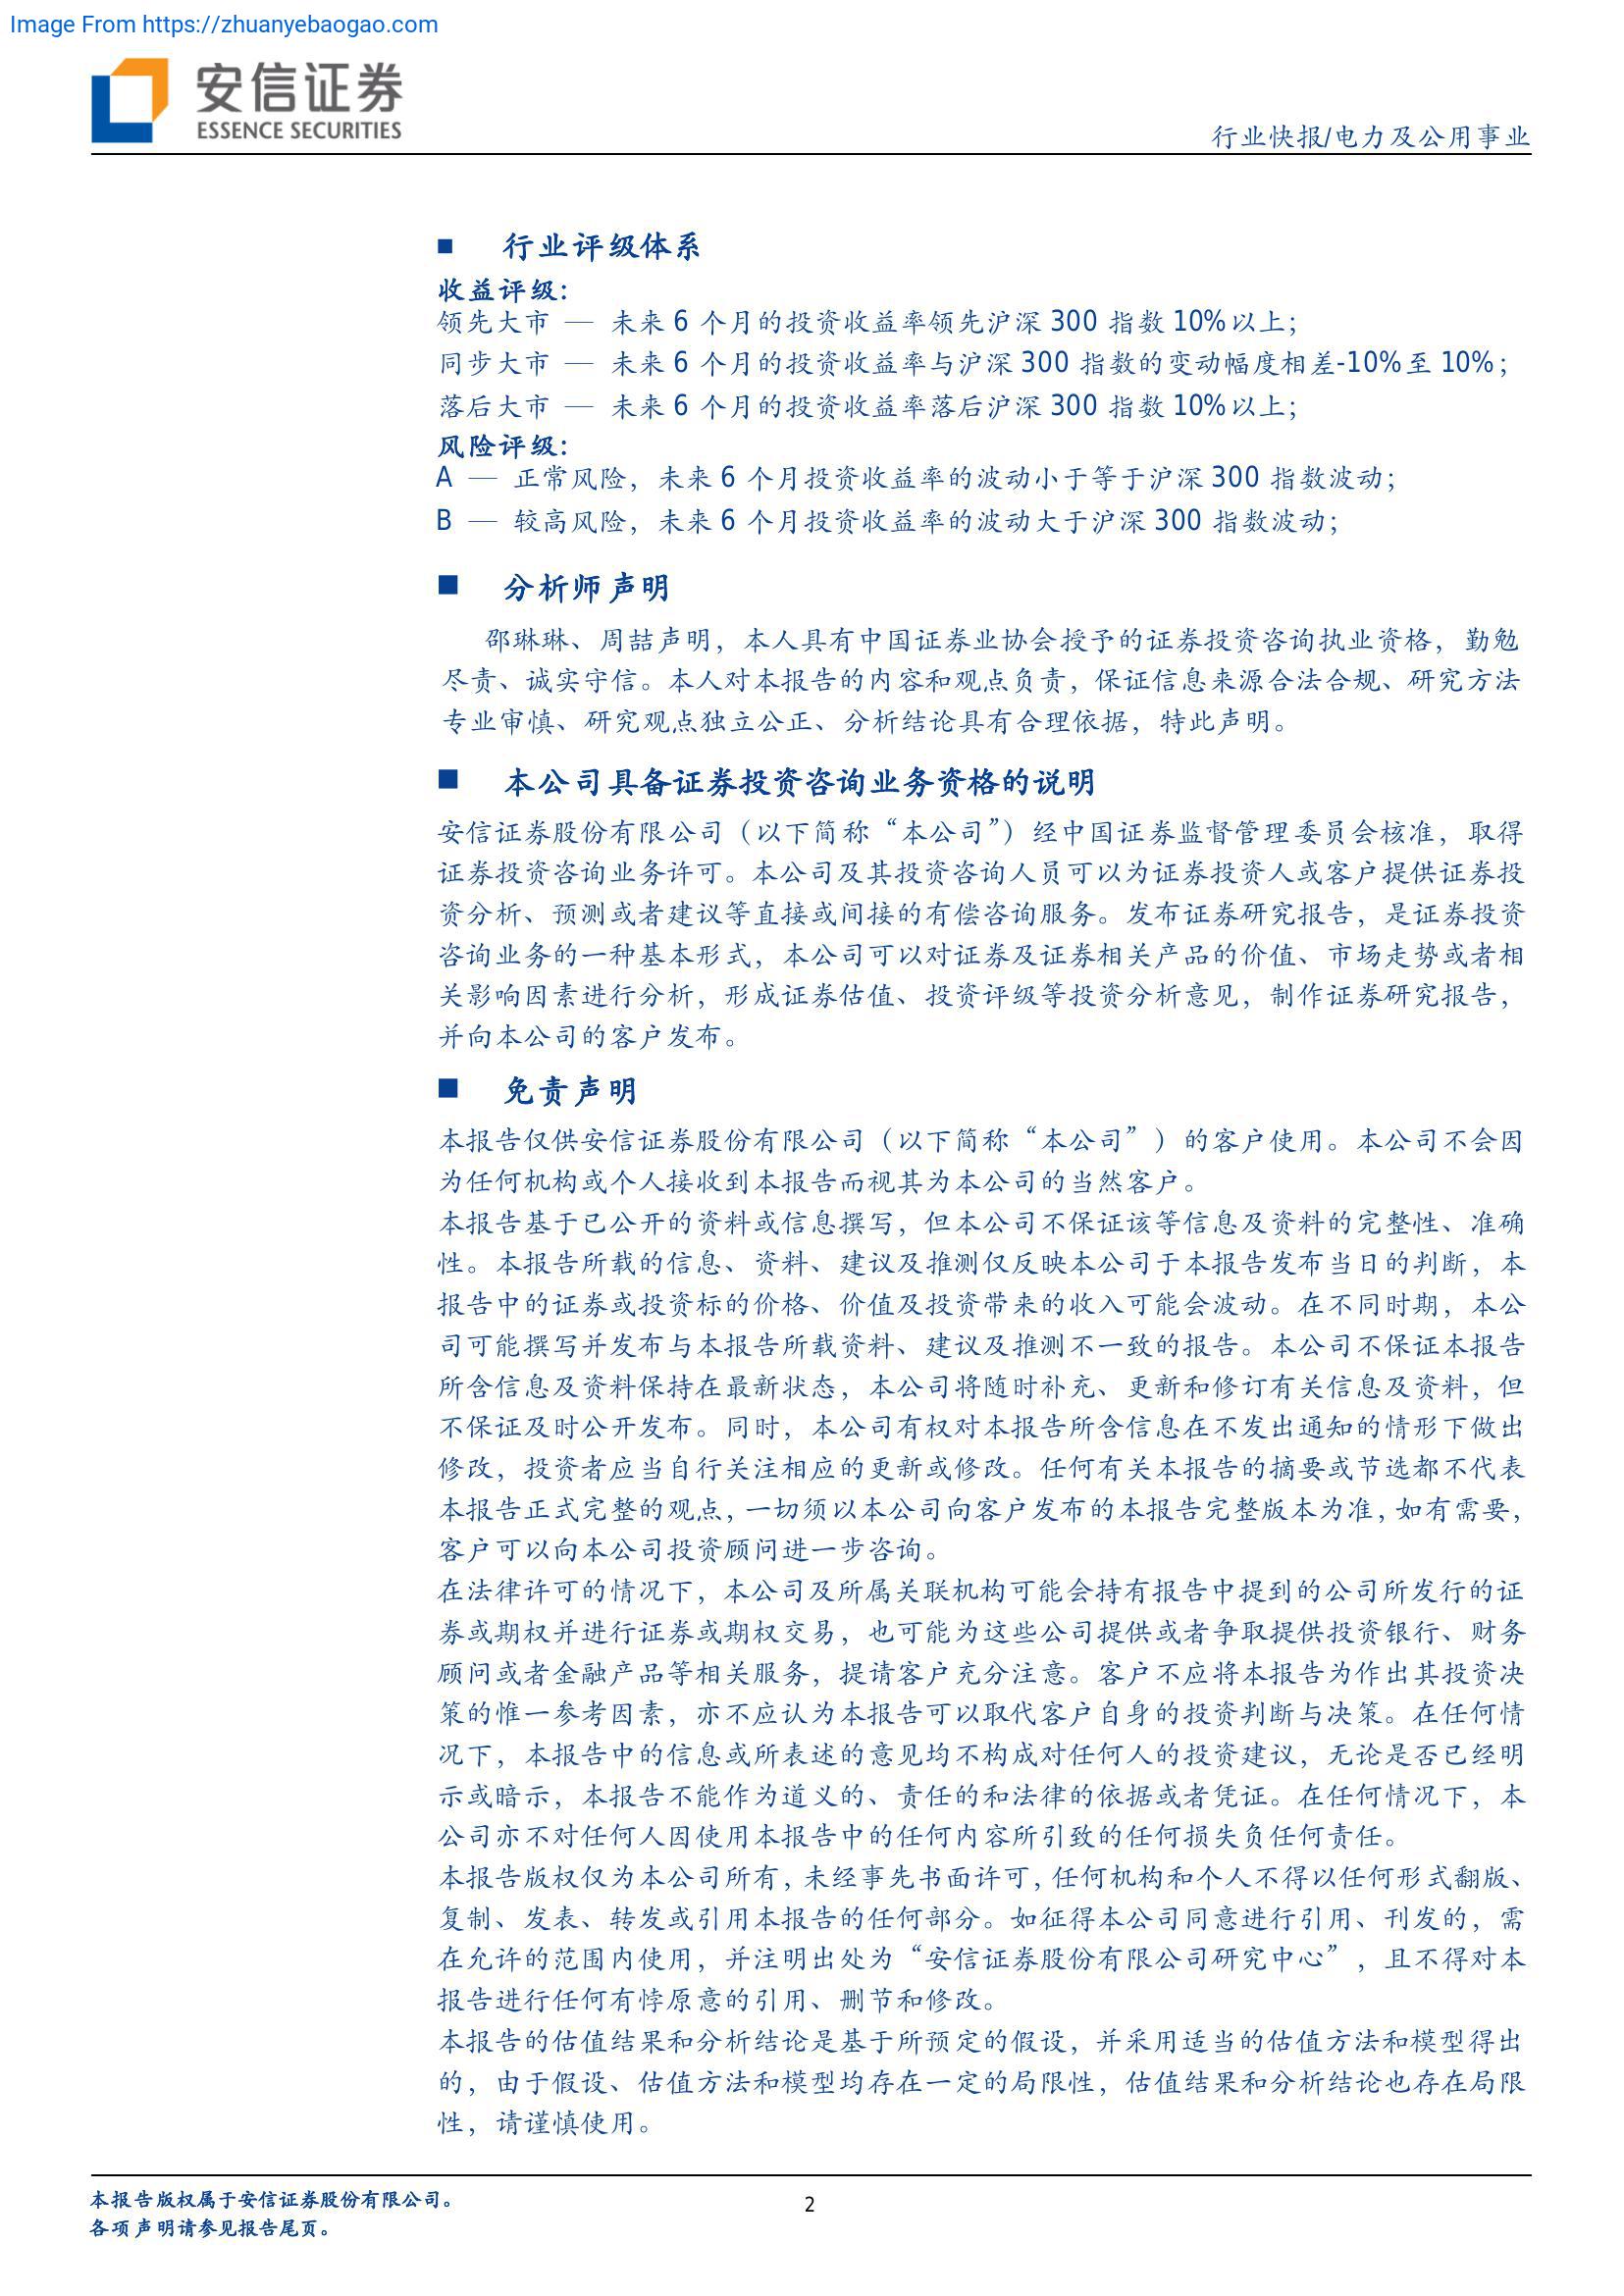 Image From https://zhuanyebaogao.com
安信证券
ESSENCE SECURITIES
行业快报/电力及公用事业
■ 行业评级体系
收益评级：
领先大市 — 未来 6 个月的投资收益率领先沪深 300 指数 10%以上；
同步大市 — 未来 6 个月的投资收益率与沪深 300 指数的变动幅度相差-10%至 10%；
落后大市 — 未来 6 个月的投资收益率落后沪深 300 指数 10%以上；
风险评级：
A — 正常风险，未来 6 个月投资收益率的波动小于等于沪深 300 指数波动；
B — 较高风险，未来 6 个月投资收益率的波动大于沪深 300 指数波动；
■ 分析师声明
邵琳琳、周喆声明，本人具有中国证券业协会授予的证券投资咨询执业资格，勤勉
尽责、诚实守信。本人对本报告的内容和观点负责，保证信息来源合法合规、研究方法
专业审慎、研究观点独立公正、分析结论具有合理依据，特此声明。
■ 本公司具备证券投资咨询业务资格的说明
安信证券股份有限公司（以下简称“本公司”）经中国证券监督管理委员会核准，取得
证券投资咨询业务许可。本公司及其投资咨询人员可以为证券投资人或客户提供证券投
资分析、预测或者建议等直接或间接的有偿咨询服务。发布证券研究报告，是证券投资
咨询业务的一种基本形式，本公司可以对证券及证券相关产品的价值、市场走势或者相
关影响因素进行分析，形成证券估值、投资评级等投资分析意见，制作证券研究报告，
并向本公司的客户发布。
■ 免责声明
本报告仅供安信证券股份有限公司（以下简称“本公司”）的客户使用。本公司不会因
为任何机构或个人接收到本报告而视其为本公司的当然客户。
本报告基于已公开的资料或信息撰写，但本公司不保证该等信息及资料的完整性、准确
性。本报告所载的信息、资料、建议及推测仅反映本公司于本报告发布当日的判断，本
报告中的证券或投资标的价格、价值及投资带来的收入可能会波动。在不同时期，本公
司可能撰写并发布与本报告所载资料、建议及推测不一致的报告。本公司不保证本报告
所含信息及资料保持在最新状态，本公司将随时补充、更新和修订有关信息及资料，但
不保证及时公开发布。同时，本公司有权对本报告所含信息在不发出通知的情形下做出
修改，投资者应当自行关注相应的更新或修改。任何有关本报告的摘要或节选都不代表
本报告正式完整的观点，一切须以本公司向客户发布的本报告完整版本为准，如有需要，
客户可以向本公司投资顾问进一步咨询。
在法律许可的情况下，本公司及所属关联机构可能会持有报告中提到的公司所发行的证
券或期权并进行证券或期权交易，也可能为这些公司提供或者争取提供投资银行、财务
顾问或者金融产品等相关服务，提请客户充分注意。客户不应将本报告为作出其投资决
策的惟一参考因素，亦不应认为本报告可以取代客户自身的投资判断与决策。在任何情
况下，本报告中的信息或所表述的意见均不构成对任何人的投资建议，无论是否已经明
示或暗示，本报告不能作为道义的、责任的和法律的依据或者凭证。在任何情况下，本
公司亦不对任何人因使用本报告中的任何内容所引致的任何损失负任何责任。
本报告版权仅为本公司所有，未经事先书面许可，任何机构和个人不得以任何形式翻版、
复制、发表、转发或引用本报告的任何部分。如征得本公司同意进行引用、刊发的，需
在允许的范围内使用，并注明出处为“安信证券股份有限公司研究中心”，且不得对本
报告进行任何有悖原意的引用、删节和修改。
本报告的估值结果和分析结论是基于所预定的假设，并采用适当的估值方法和模型得出
的，由于假设、估值方法和模型均存在一定的局限性，估值结果和分析结论也存在局限
性，请谨慎使用。
本报告版权属于安信证券股份有限公司。
2
各项声明请参见报告尾页。